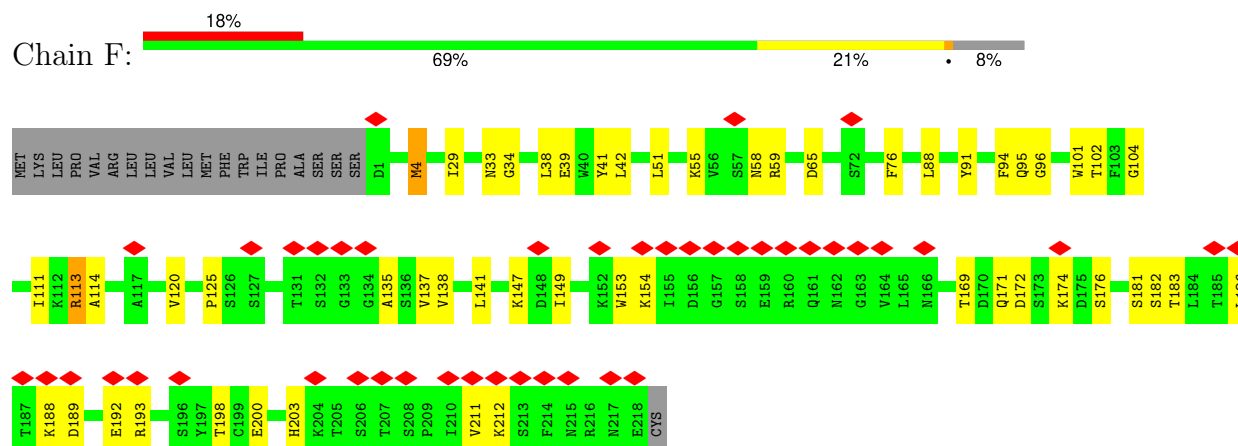 18%
Chain F:
69% 21% • 8%
MET LYS LEU PRO VAL ARG LEU LEU VAL LEU MET PHE TRP ILE PRO ALA SER SER SER D1 M4 I29 N33 G34 L38 E39 W40 Y41 L42 L51 K55 V56 S57 N58 R59 D65 S72 F76 L88 Y91 F94 Q95 G96 W101 T102 F103 G104
I111 K112 R113 A114 A117 V120 P125 S126 S127 T131 S132 G133 G134 A135 S136 V137 V138 L141 K147 D148 I149 K152 W153 K154 I155 D156 G157 S158 E159 R160 Q161 N162 G163 V164 L165 N166 T169 D170 Q171 D172 S173 K174 D175 S176 S181 S182 T183 L184 T185
T187 K188 D189 E192 R193 S196 Y197 T198 C199 E200 H203 K204 T205 S206 T207 S208 P209 I210 V211 K212 S213 F214 N215 R216 N217 E218 CYS